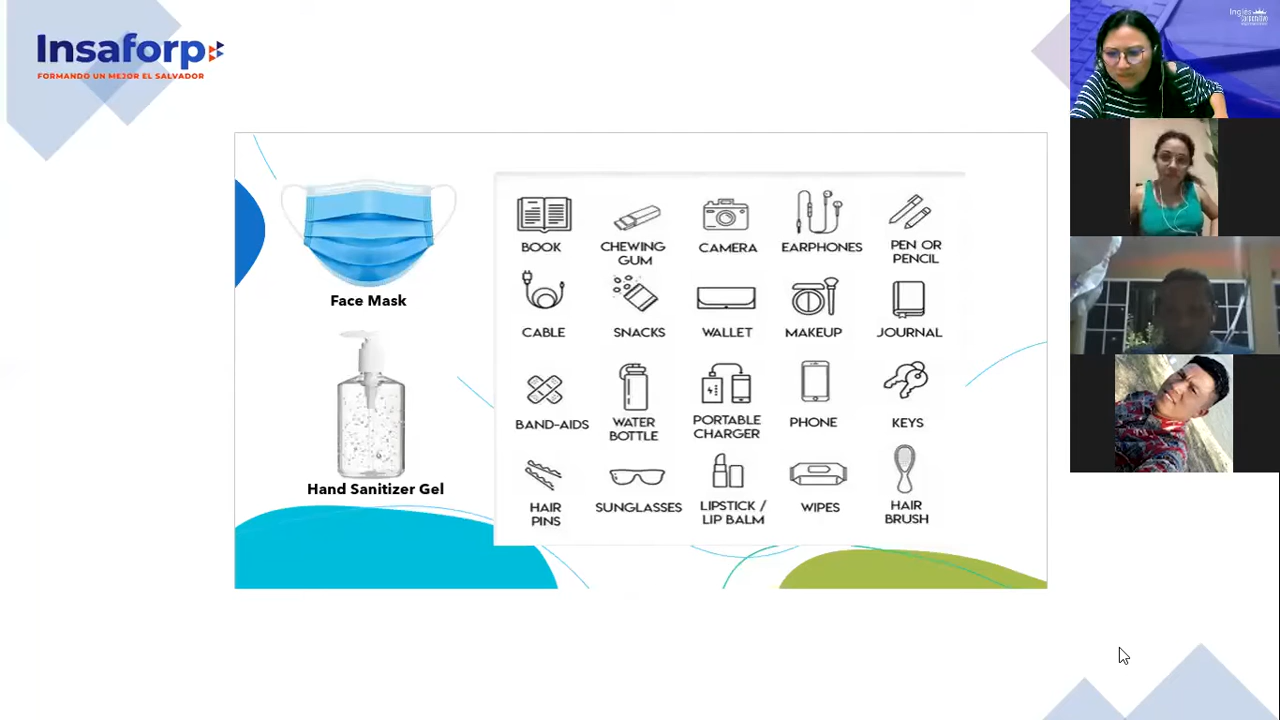 Insaforp
FORMANDO UN MEJOR EL SALVADOR
Inglés
Face Mask
Hand Sanitizer Gel
BOOK
CHEWING
GUM
CAMERA
EARPHONES
PEN OR
PENCIL
CABLE
SNACKS
WALLET
MAKEUP
JOURNAL
BAND-AIDS
WATER
BOTTLE
PORTABLE
CHARGER
PHONE
KEYS
HAIR
PINS
SUNGLASSES
LIPSTICK /
LIP BALM
WIPES
HAIR
BRUSH